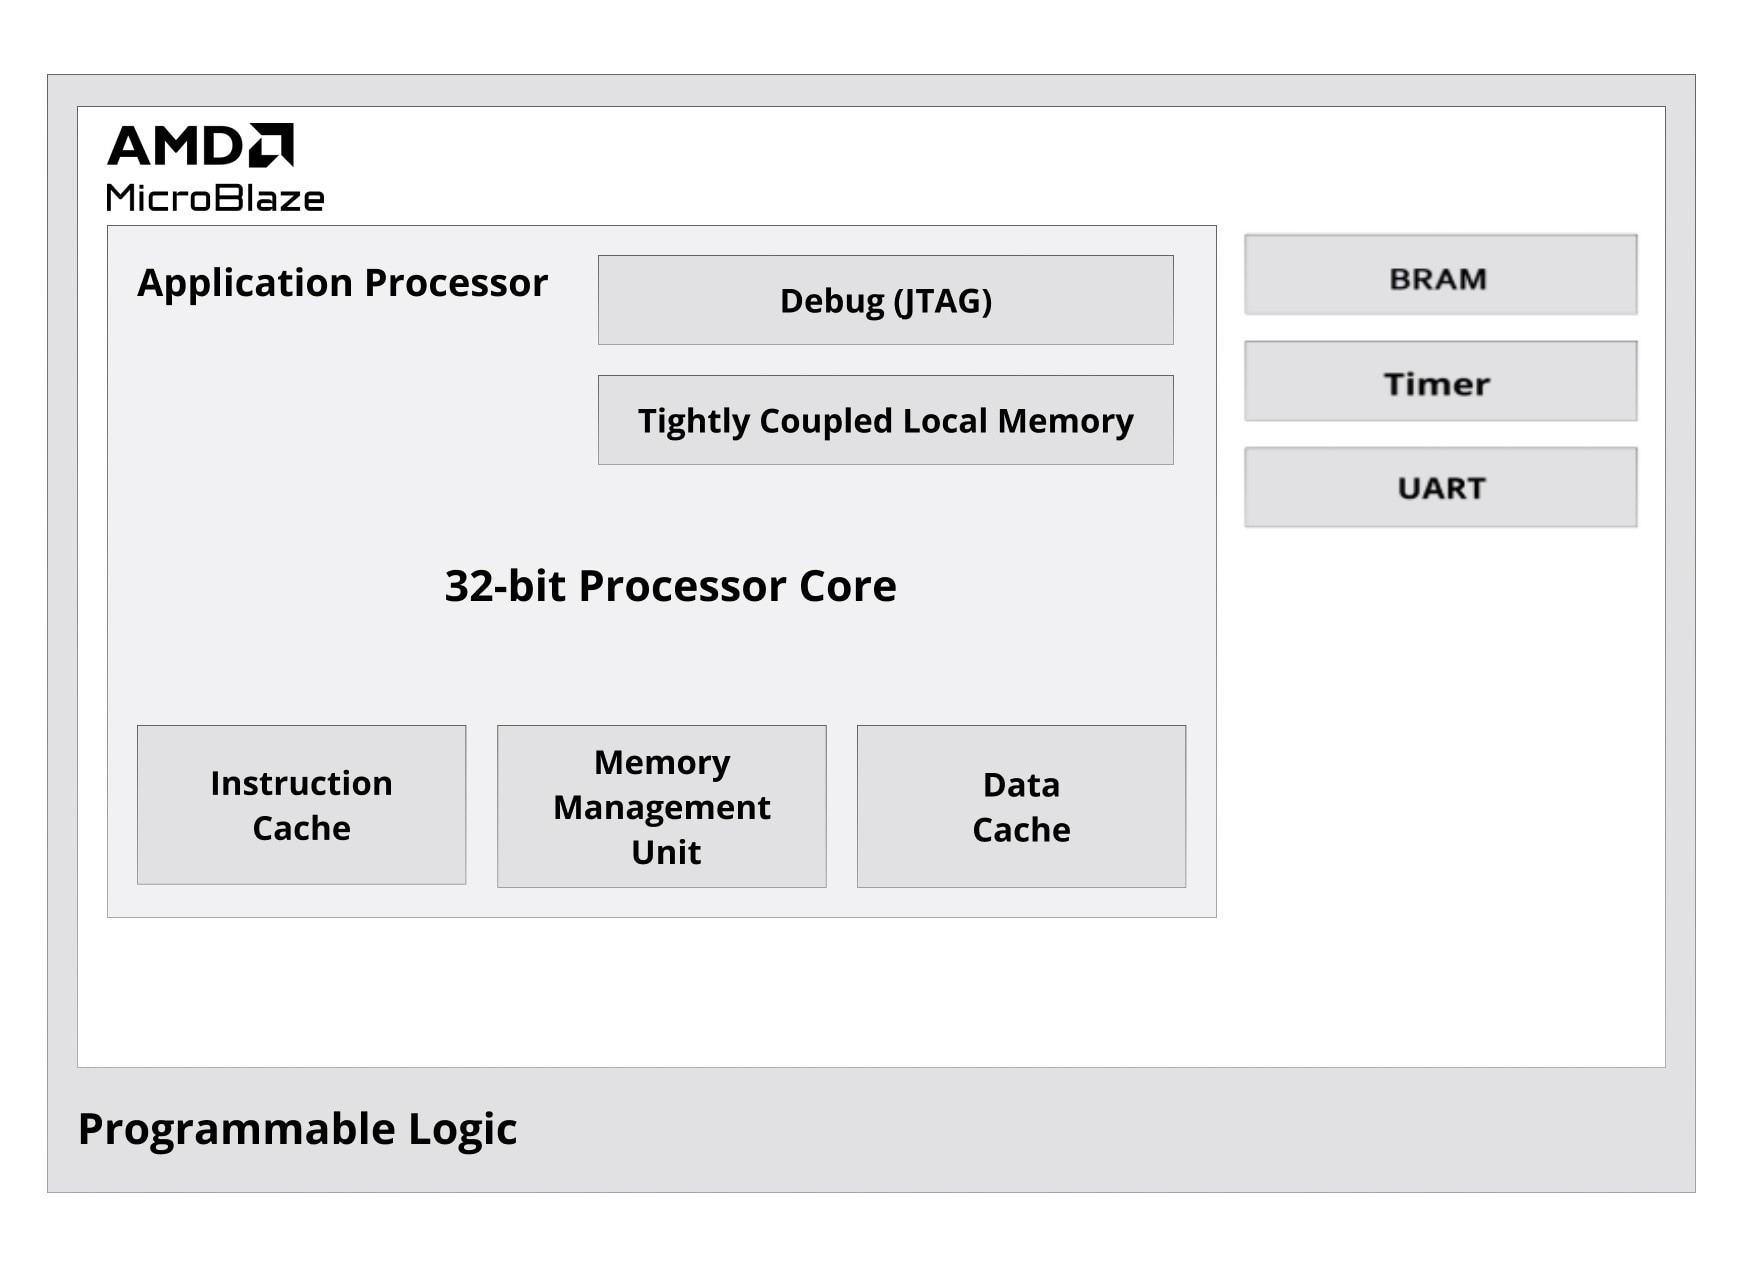 AMD
MicroBlaze
Application Processor
Debug (JTAG)
Tightly Coupled Local Memory
32-bit Processor Core
Instruction
Cache
Memory
Management
Unit
Data
Cache
BRAM
Timer
UART
Programmable Logic